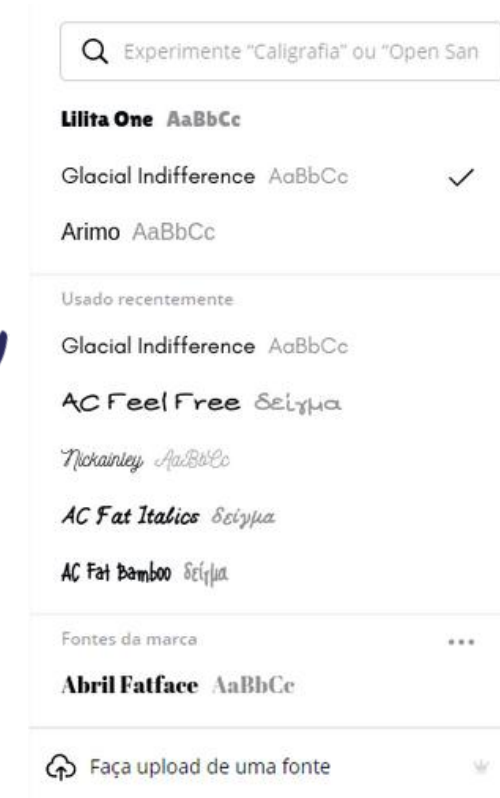 Experimente “Caligrafia” ou “Open San
Lilita One AaBbCc
Glacial Indifference AaBbCc
Arimo AaBbCc
Usado recentemente
Glacial Indifference AaBbCc
AC Feel Free δείγμα
Nickainley AaBbCc
AC Fat Italics δείγμα
AC Fat Bamboo δείγμα
Fontes da marca
Abril Fatface AaBbCc
Faça upload de uma fonte